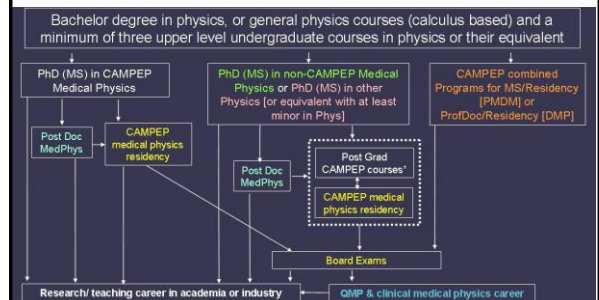 Bachelor degree in physics, or general physics courses (calculus based) and a
minimum of three upper level undergraduate courses in physics or their equivalent
PhD (MS) in CAMPEP
Medical Physics
PhD (MS) in non-CAMPEP Medical
Physics or PhD (MS) in other
Physics [or equivalent with at least
minor in Phys]
CAMPEP combined
Programs for MS/Residency
[PMDM] or
ProfDoc/Residency [DMP]
Post Doc
MedPhys
CAMPEP
medical physics
residency
Post Doc
MedPhys
Post Grad
CAMPEP courses*
CAMPEP medical
physics residency
Board Exams
Research/ teaching career in academia or industry
QMP & clinical medical physics career